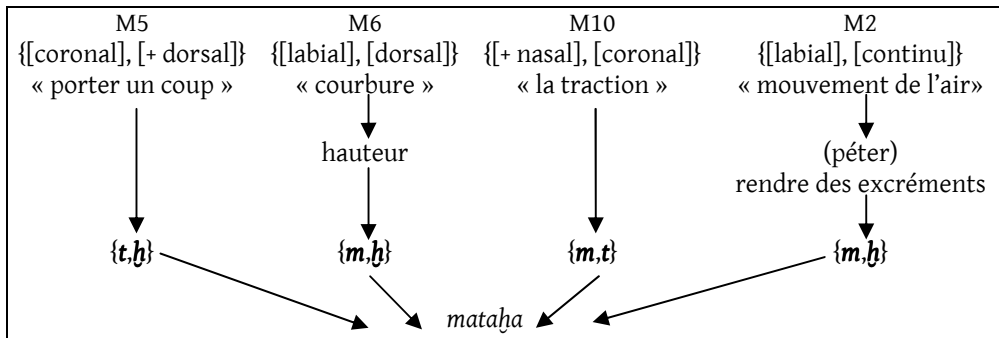 M5 M6 M10 M2
{[coronal], [+ dorsal]} {[labial], [dorsal]} {[+ nasal], [coronal]} {[labial], [continu]}
« porter un coup » « courbure » « la traction » « mouvement de l’air»
hauteur (péter)
rendre des excréments
{t,ḫ} {m,ḫ} {m,t} {m,ḫ}
mataḫa